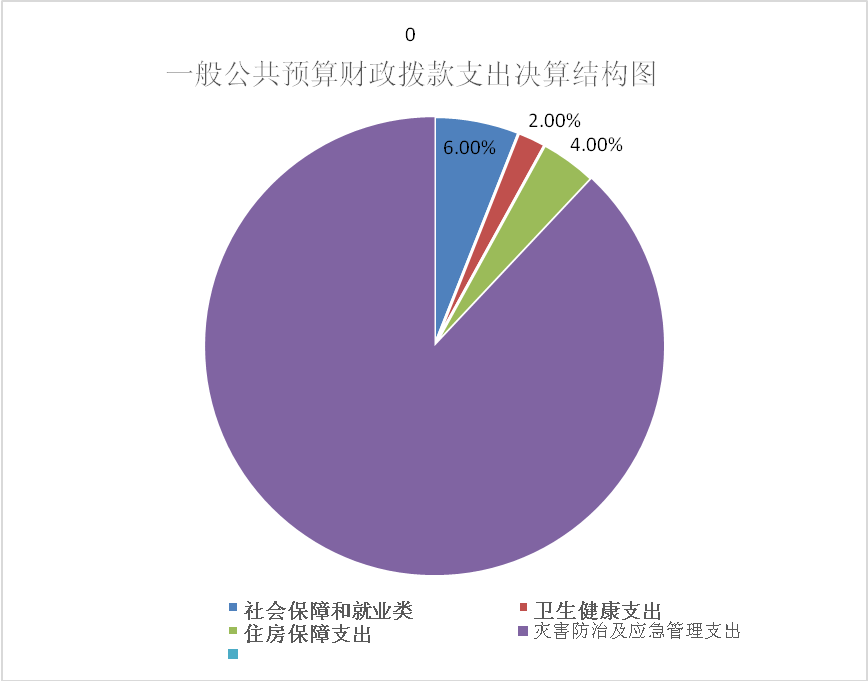 0
一般公共预算财政拨款支出决算结构图
2.00%
6.00%
4.00%
社会保障和就业类 卫生健康支出
住房保障支出 灾害防治及应急管理支出